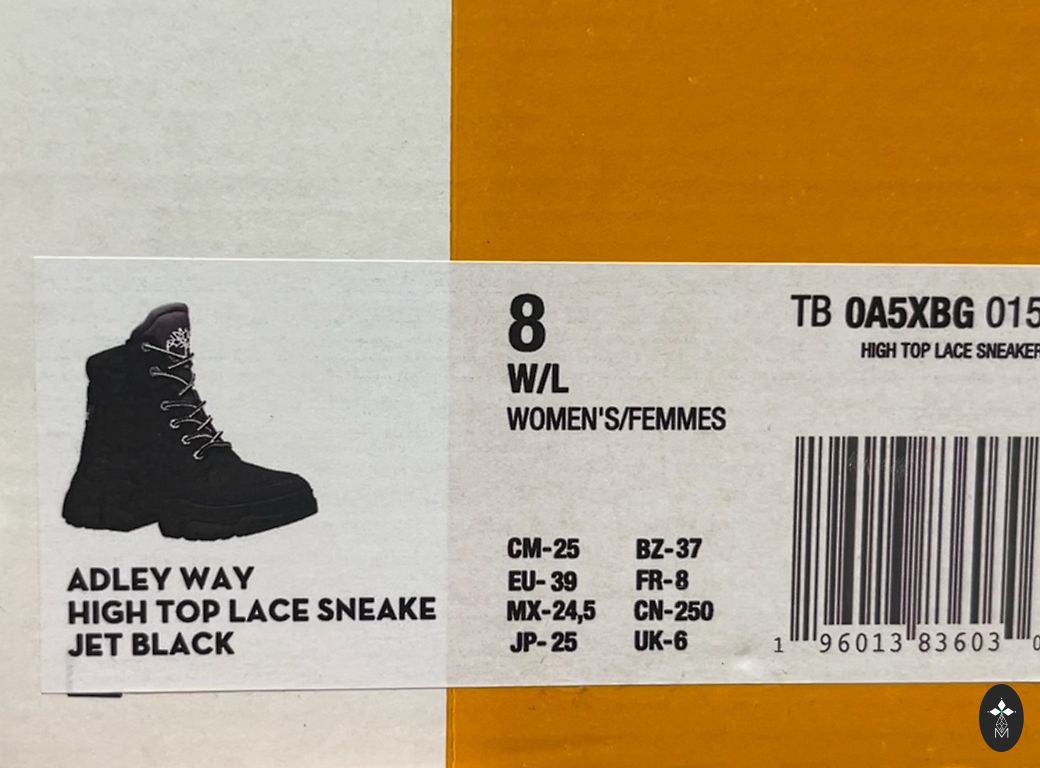 ADLEY WAY
HIGH TOP LACE SNEAKE
JET BLACK
8
W/L
WOMEN'S/FEMMES
CM-25 BZ-37
EU-39 FR-8
MX-24,5 CN-250
JP-25 UK-6
TB 0A5XBG 015
HIGH TOP LACE SNEAKER
1 96013 83603 0
M